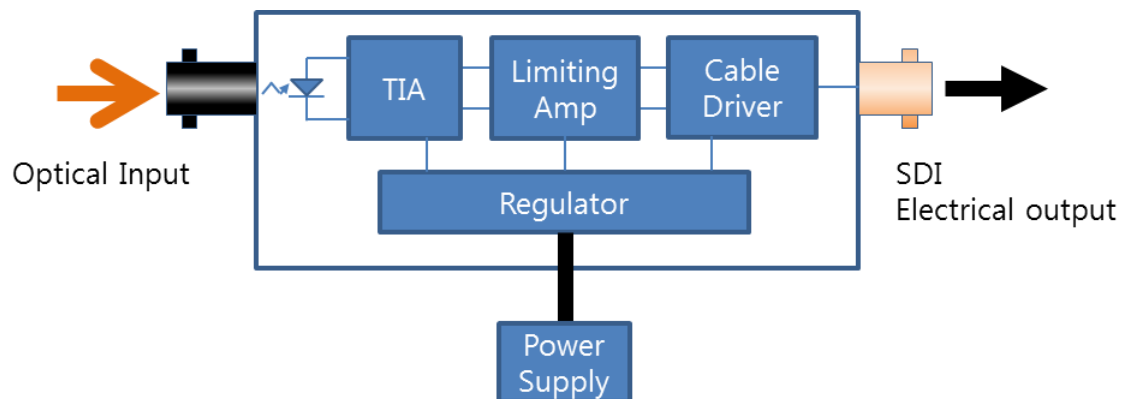 TIA
Limiting
Amp
Cable
Driver
Optical Input
SDI
Electrical output
Regulator
Power
Supply